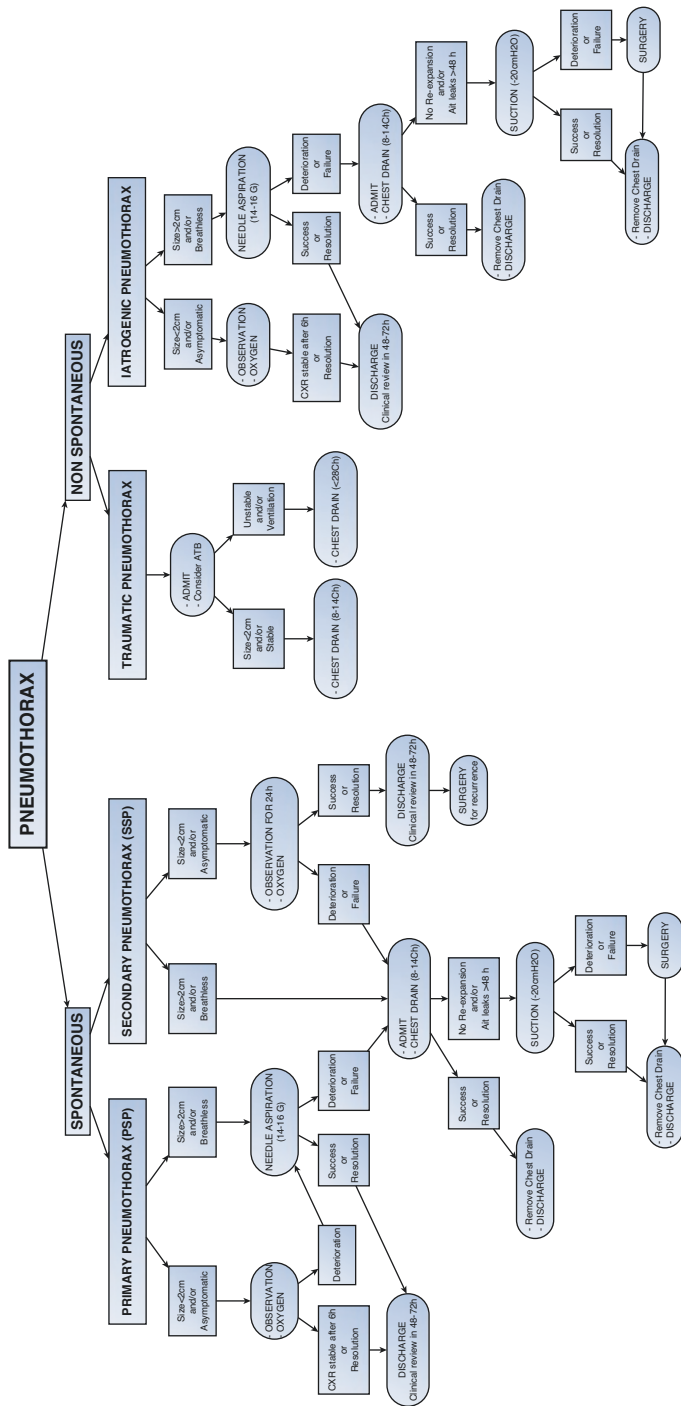 PNEUMOTHORAX
SPONTANEOUS
NON SPONTANEOUS
PRIMARY PNEUMOTHORAX (PSP)
SECONDARY PNEUMOTHORAX (SSP)
TRAUMATIC PNEUMOTHORAX
IATROGENIC PNEUMOTHORAX
Size<2cm
and/or
Asymptomatic
Size>2cm
and/or
Breathless
Size>2cm
and/or
Breathless
Size<2cm
and/or
Asymptomatic
- ADMIT
- Consider ATB
Size<2cm
and/or
Asymptomatic
Size>2cm
and/or
Breathless
- OBSERVATION
- OXYGEN
NEEDLE ASPIRATION
(14-16 G)
- OBSERVATION FOR 24h
- OXYGEN
Size<2cm
and/or
Stable
Unstable
and/or
Ventilation
- OBSERVATION
- OXYGEN
NEEDLE ASPIRATION
(14-16 G)
CXR stable after 6h
or
Resolution
Deterioration
Success
or
Resolution
Deterioration
or
Failure
Deterioration
or
Failure
Success
or
Resolution
- CHEST DRAIN (8-14Ch)
- CHEST DRAIN (<28Ch)
CXR stable after 6h
or
Resolution
Success
or
Resolution
Deterioration
or
Failure
DISCHARGE
Clinical review in 48-72h
- ADMIT
- CHEST DRAIN (8-14Ch)
DISCHARGE
Clinical review in 48-72h
DISCHARGE
Clinical review in 48-72h
- ADMIT
- CHEST DRAIN (8-14Ch)
Success
or
Resolution
No Re-expansion
and/or
Ait leaks >48 h
SURGERY
for recurrence
Success
or
Resolution
No Re-expansion
and/or
Ait leaks >48 h
- Remove Chest Drain
- DISCHARGE
SUCTION (-20cmH2O)
- Remove Chest Drain
- DISCHARGE
SUCTION (-20cmH2O)
Success
or
Resolution
Deterioration
or
Failure
Success
or
Resolution
Deterioration
or
Failure
- Remove Chest Drain
- DISCHARGE
SURGERY
- Remove Chest Drain
- DISCHARGE
SURGERY